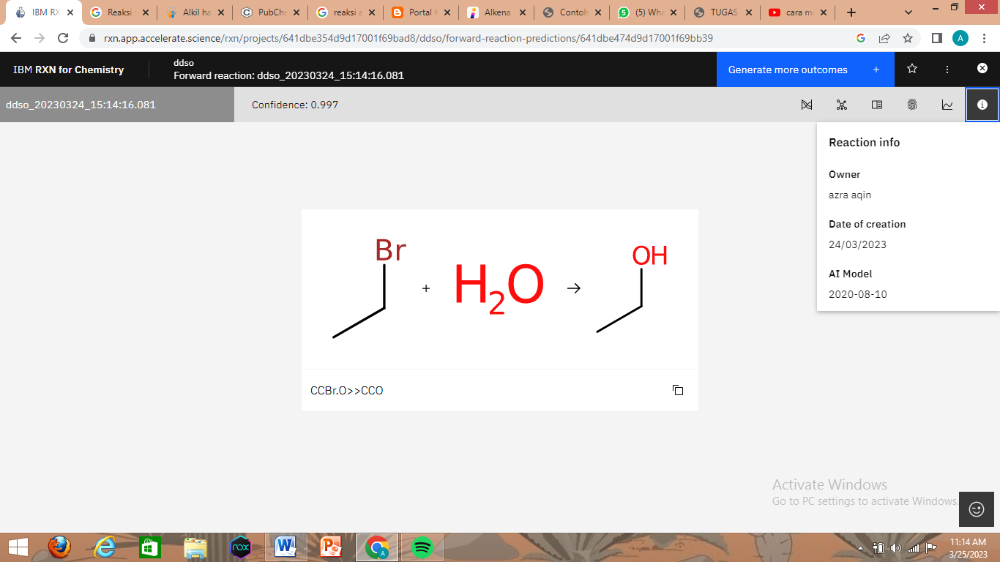 IBM RX
Reaksi s
Alkil ha
PubChe
reaksi a
Portal K
Alkena
Contoh
(5) Wha
TUGAS
cara me
rxn.app.accelerate.science/rxn/projects/641dbe354d9d17001f69bad8/ddso/forward-reaction-predictions/641dbe474d9d17001f69bb39
A
IBM RXN for Chemistry
ddso
Forward reaction: ddso_20230324_15:14:16.081
Generate more outcomes +
ddso_20230324_15:14:16.081
Confidence: 0.997
Reaction info
Owner
azra aqin
Date of creation
24/03/2023
AI Model
2020-08-10
Br
+
H₂O
→
OH
CCBr.O>>CCO
Activate Windows
Go to PC settings to activate Windows.
nox
11:14 AM
3/25/2023